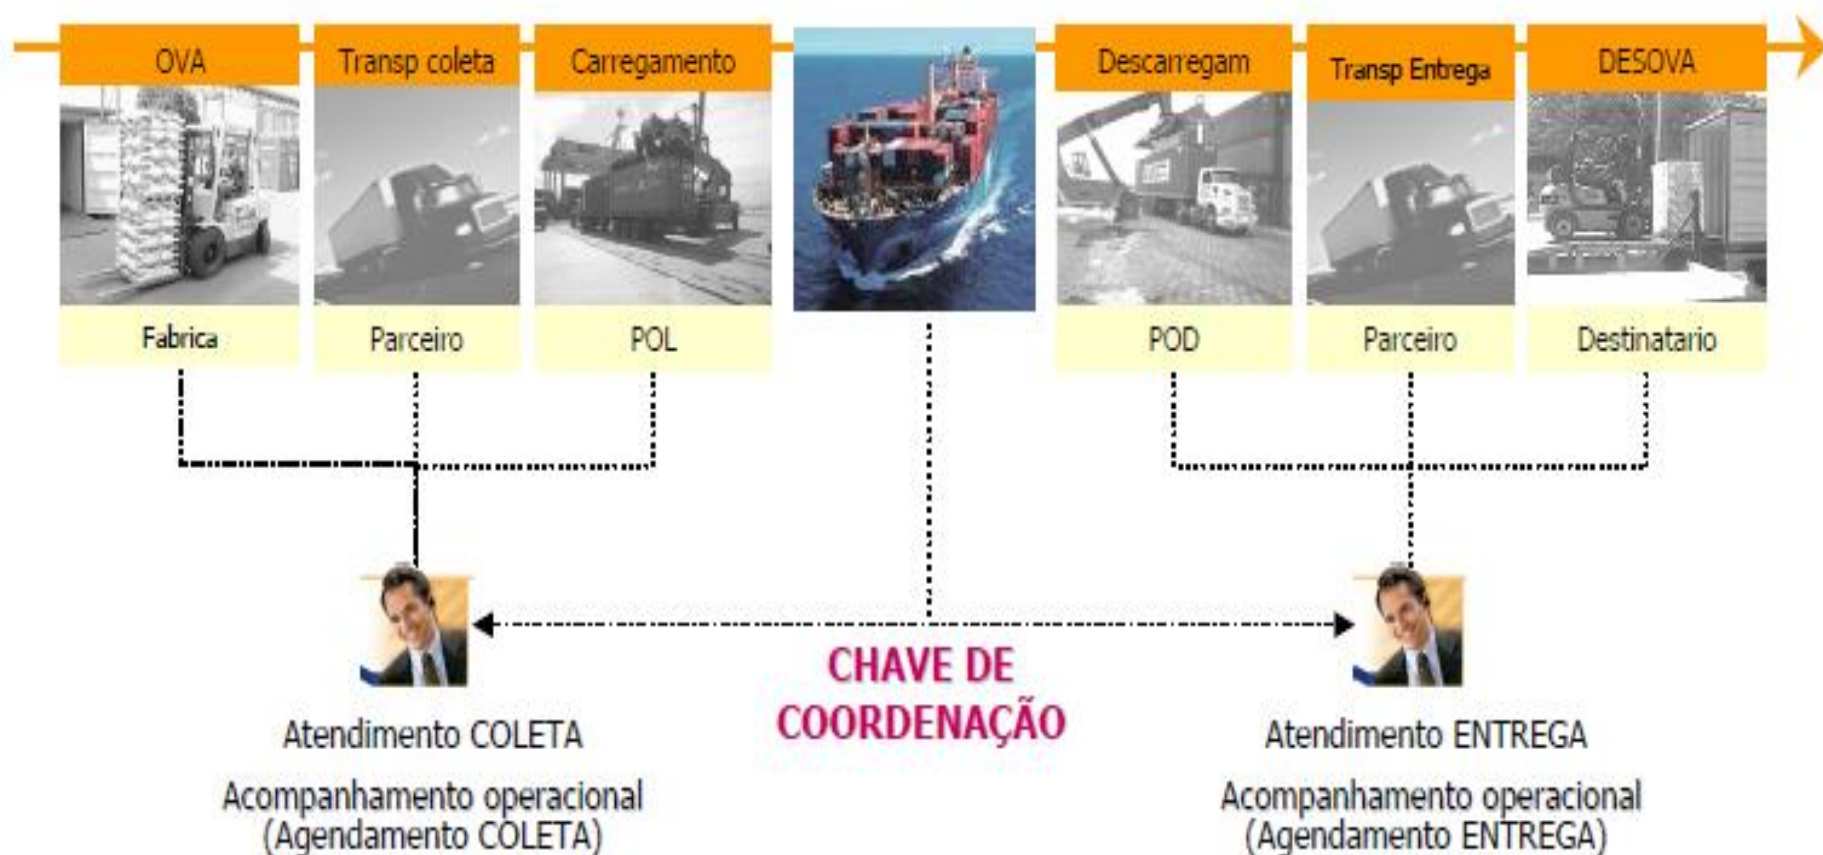 OVA
Transp coleta
Carregamento
Descarregam
Transp Entrega
DESOVA
Fabrica
Parceiro
POL
POD
Parceiro
Destinatario
CHAVE DE
COORDENAÇÃO
Atendimento COLETA
Acompanhamento operacional
(Agendamento COLETA)
Atendimento ENTREGA
Acompanhamento operacional
(Agendamento ENTREGA)